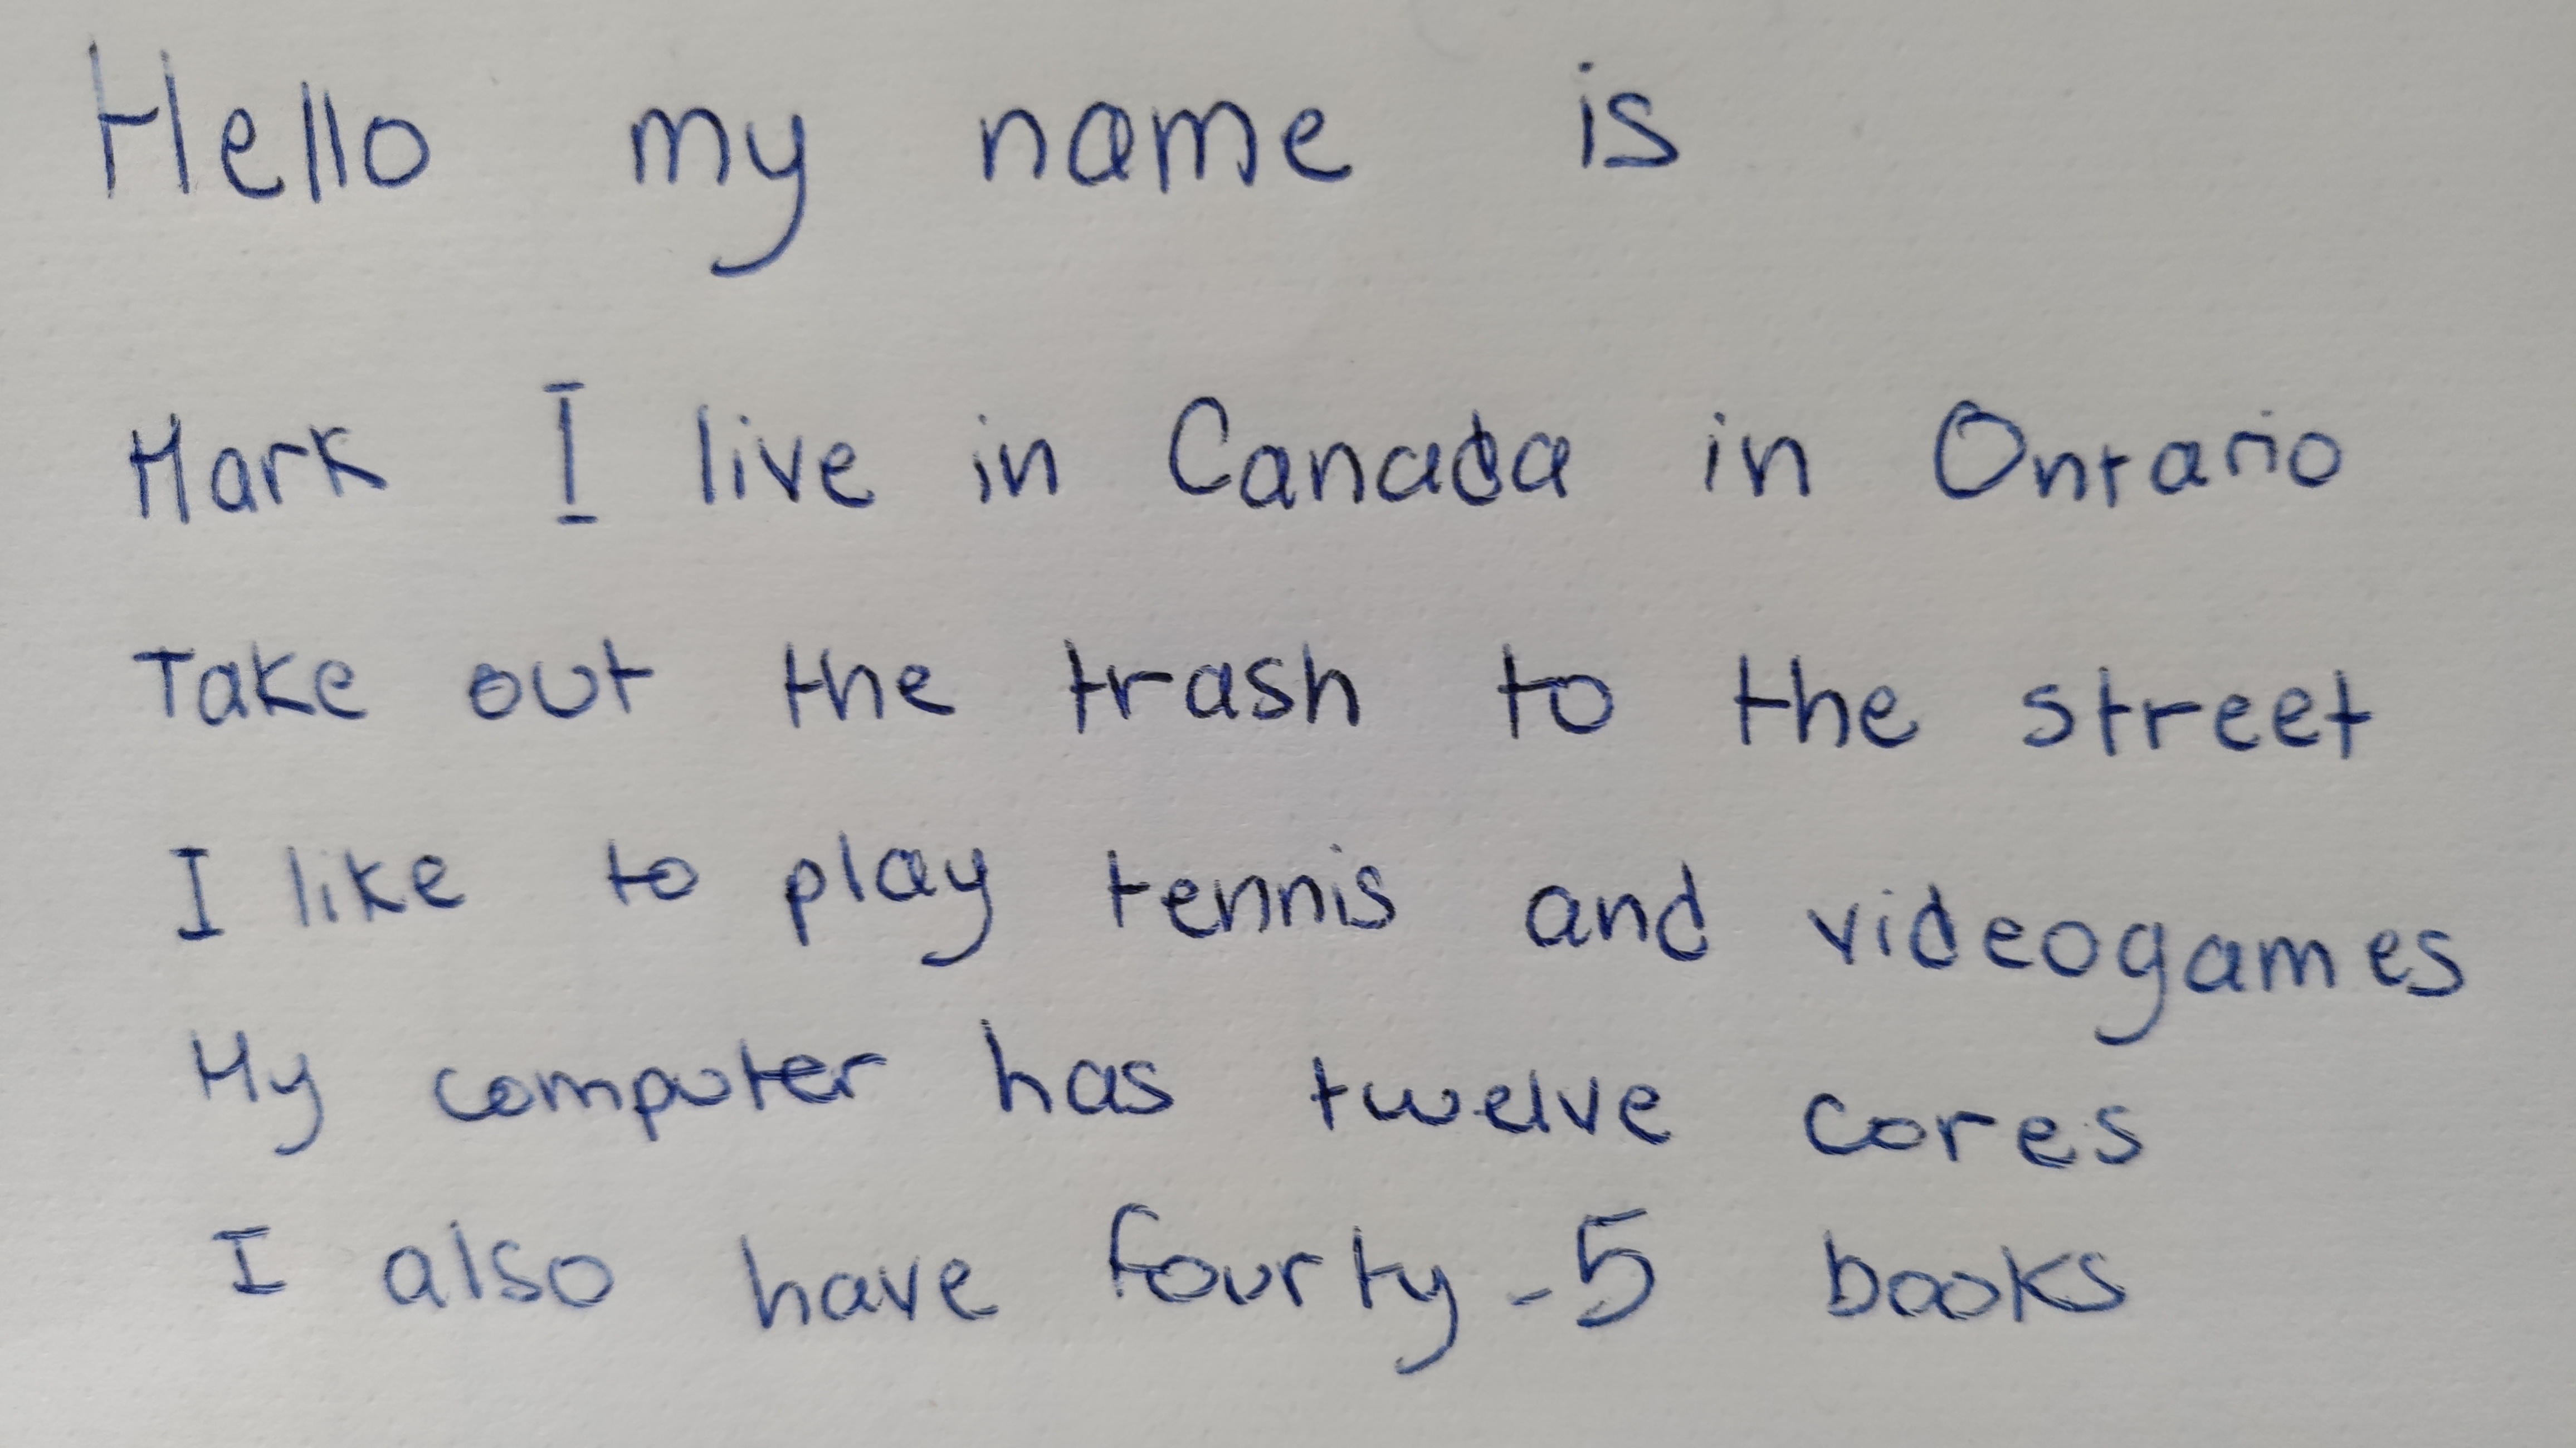 Hello my name is
Mark I live in Canada in Ontario
Take out the trash to the street
I like to play tennis and videogames
My computer has twelve cores
I also have fourty-5 books